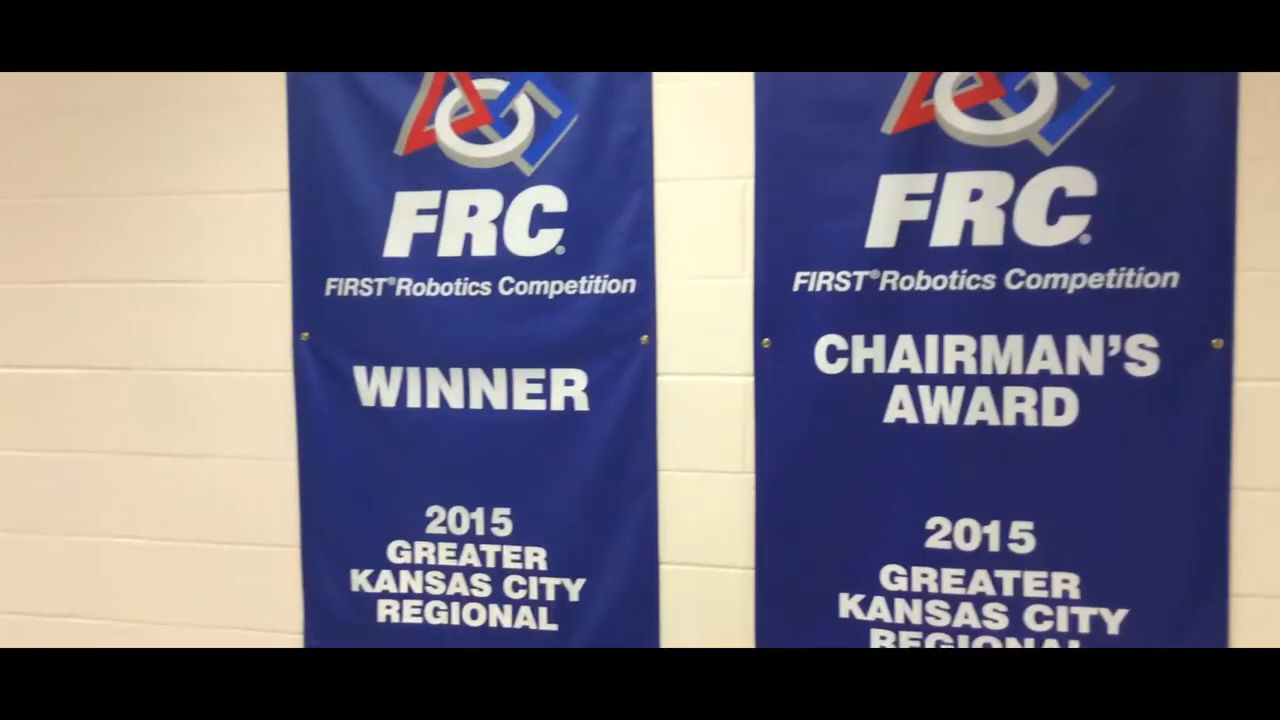 FRC®
FIRST® Robotics Competition
WINNER
2015
GREATER
KANSAS CITY
REGIONAL
FRC®
FIRST® Robotics Competition
CHAIRMAN'S
AWARD
2015
GREATER
KANSAS CITY
REGIONAL